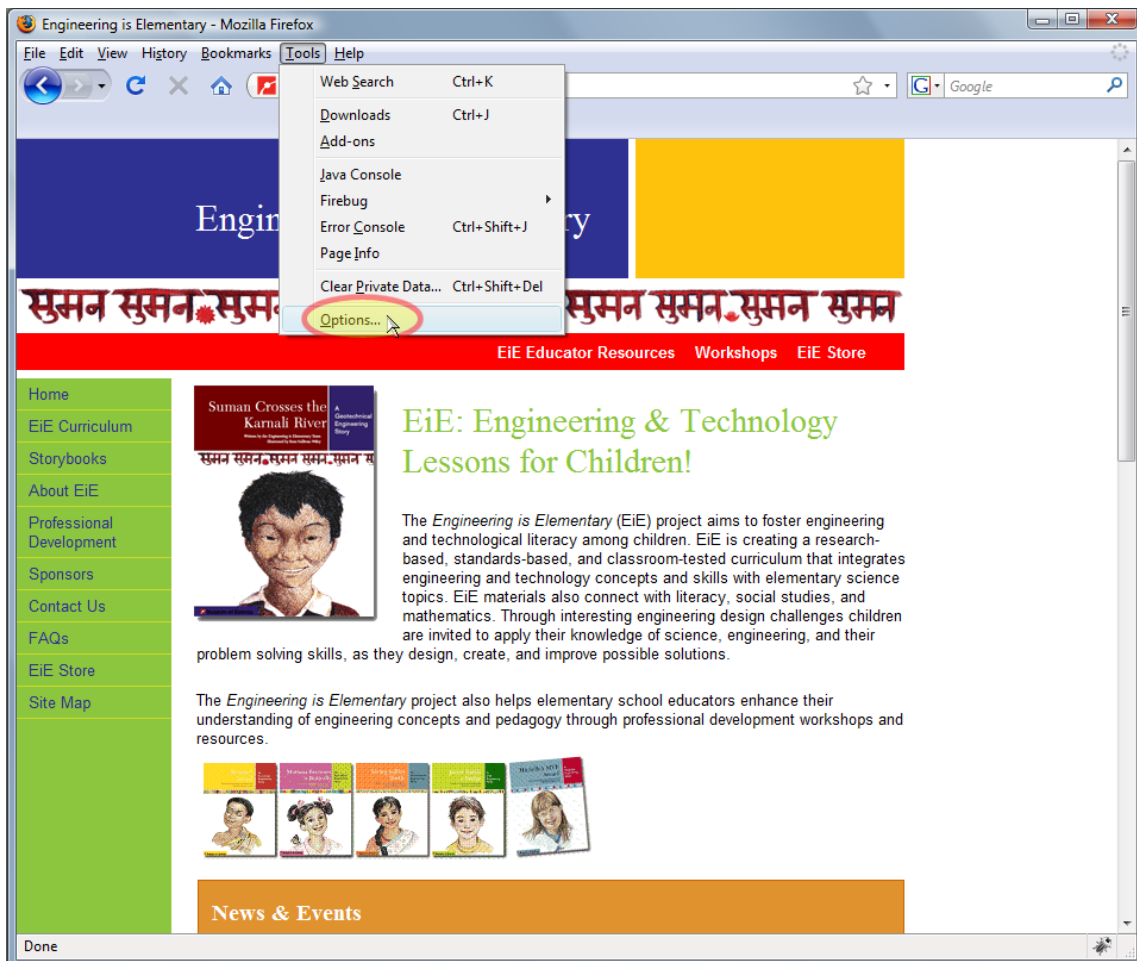 Engineering is Elementary - Mozilla Firefox
File Edit View History Bookmarks Tools Help
Google
Web Search Ctrl+K
Downloads Ctrl+J
Add-ons
Java Console
Firebug
Error Console Ctrl+Shift+J
Page Info
Clear Private Data... Ctrl+Shift+Del
Options...
सुमन सुमन सुमन सुमन सुमन
EiE Educator Resources Workshops EiE Store
Home
EiE Curriculum
Storybooks
About EiE
Professional
Development
Sponsors
Contact Us
FAQs
EiE Store
Site Map
Suman Crosses the
Karnali River
A
Geotechnical
Engineering
Story
सुमन सुमन सुमन सुमन
EiE: Engineering & Technology
Lessons for Children!
The Engineering is Elementary (EiE) project aims to foster engineering
and technological literacy among children. EiE is creating a research-
based, standards-based, and classroom-tested curriculum that integrates
engineering and technology concepts and skills with elementary science
topics. EiE materials also connect with literacy, social studies, and
mathematics. Through interesting engineering design challenges children
are invited to apply their knowledge of science, engineering, and their
problem solving skills, as they design, create, and improve possible solutions.
The Engineering is Elementary project also helps elementary school educators enhance their
understanding of engineering concepts and pedagogy through professional development workshops and
resources.
News & Events
Done